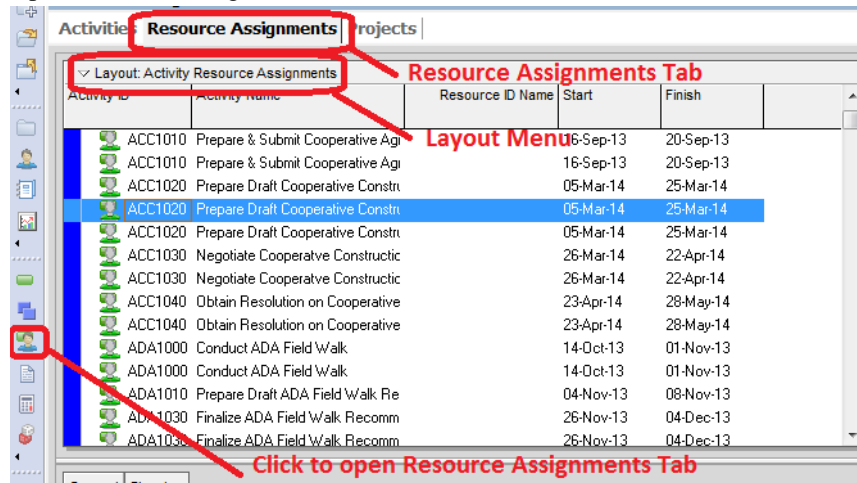 Activities Resource Assignments Projects
Layout: Activity Resource Assignments
Resource Assignments Tab
Activity ID Activity Name Resource ID Name Start Finish
Layout Menu
ACC1010 Prepare & Submit Cooperative Agr 16-Sep-13 20-Sep-13
ACC1010 Prepare & Submit Cooperative Agr 16-Sep-13 20-Sep-13
ACC1020 Prepare Draft Cooperative Constru 05-Mar-14 25-Mar-14
ACC1020 Prepare Draft Cooperative Constru 05-Mar-14 25-Mar-14
ACC1020 Prepare Draft Cooperative Constru 05-Mar-14 25-Mar-14
ACC1030 Negotiate Cooperatve Constructic 26-Mar-14 22-Apr-14
ACC1030 Negotiate Cooperatve Constructic 26-Mar-14 22-Apr-14
ACC1040 Obtain Resolution on Cooperative 23-Apr-14 28-May-14
ACC1040 Obtain Resolution on Cooperative 23-Apr-14 28-May-14
ADA1000 Conduct ADA Field Walk 14-Oct-13 01-Nov-13
ADA1000 Conduct ADA Field Walk 14-Oct-13 01-Nov-13
ADA1010 Prepare Draft ADA Field Walk Re 04-Nov-13 08-Nov-13
ADA1030 Finalize ADA Field Walk Recomm 26-Nov-13 04-Dec-13
ADA1030 Finalize ADA Field Walk Recomm 26-Nov-13 04-Dec-13
Click to open Resource Assignments Tab